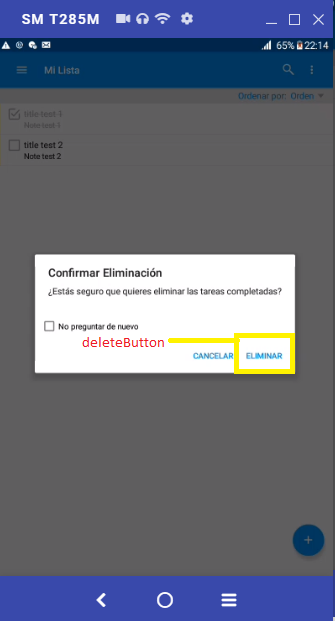 SM T285M
65% 22:14
Mi Lista
Ordenar por: Orden
title test 1
Note test 1
title test 2
Note test 2
Confirmar Eliminación
¿Estás seguro que quieres eliminar las tareas completadas?
No preguntar de nuevo
deleteButton
CANCELAR ELIMINAR